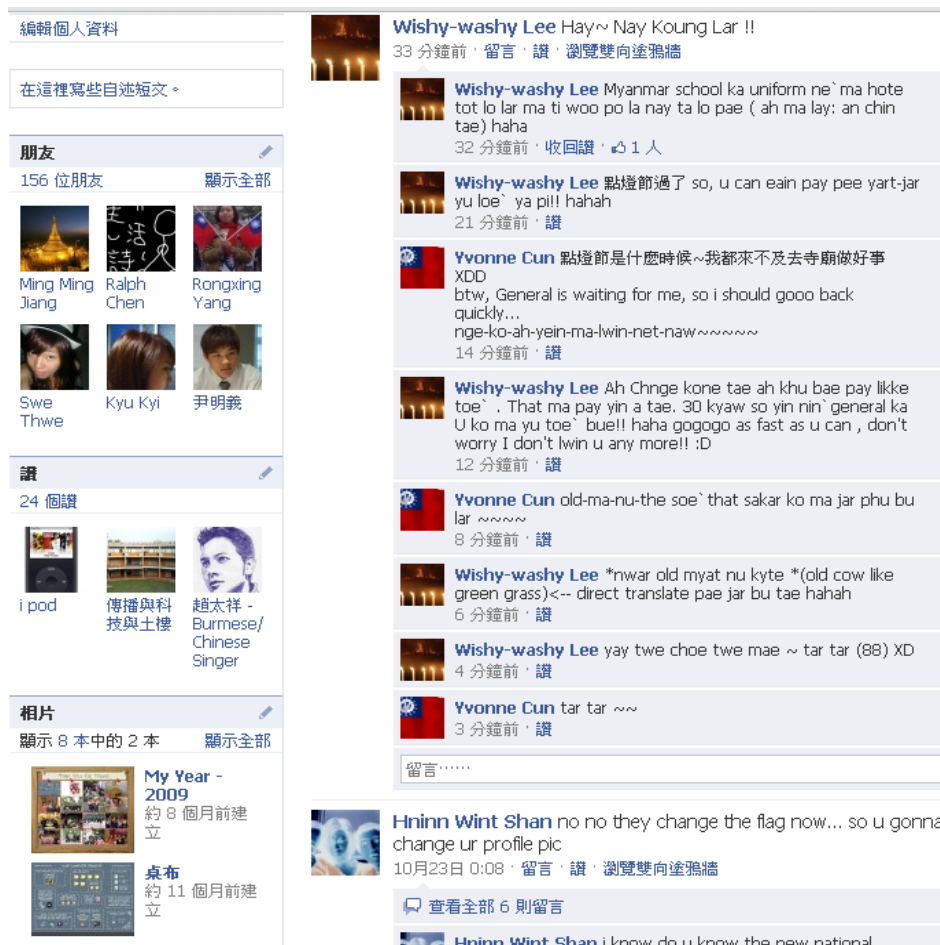 編輯個人資料
在這裡寫些自述短文。
朋友
156 位朋友 顯示全部
Ming Ming Jiang
Ralph Chen
Rongxing Yang
Swe Thwe
Kyu Kyi
尹明義
讚
24 個讚
i pod
傳播與科技與土樓
趙太祥 - Burmese/ Chinese Singer
相片
顯示 8 本中的 2 本 顯示全部
My Year - 2009
約 8 個月前建立
桌布
約 11 個月前建立
Wishy-washy Lee Hay~ Nay Koung Lar !!
33 分鐘前 · 留言 · 讚 · 瀏覽雙向塗鴉牆
Wishy-washy Lee Myanmar school ka uniform ne` ma hote
tot lo lar ma ti woo po la nay ta lo pae ( ah ma lay: an chin
tae) haha
32 分鐘前 · 收回讚 · 1 人
Wishy-washy Lee 點燈節過了 so, u can eain pay pee yart-jar
yu loe` ya pi!! hahah
21 分鐘前 · 讚
Yvonne Cun 點燈節是什麼時候~我都來不及去寺廟做好事
XDD
btw, General is waiting for me, so i should gooo back
quickly...
nge-ko-ah-yein-ma-lwin-net-naw~~~~~
14 分鐘前 · 讚
Wishy-washy Lee Ah Chnge kone tae ah khu bae pay likke
toe` . That ma pay yin a tae. 30 kyaw so yin nin` general ka
U ko ma yu toe` bue!! haha gogogo as fast as u can , don't
worry I don't lwin u any more!! :D
12 分鐘前 · 讚
Yvonne Cun old-ma-nu-the soe` that sakar ko ma jar phu bu
lar ~~~~
8 分鐘前 · 讚
Wishy-washy Lee *nwar old myat nu kyte *(old cow like
green grass)<-- direct translate pae jar bu tae hahah
6 分鐘前 · 讚
Wishy-washy Lee yay twe choe twe mae ~ tar tar (88) XD
4 分鐘前 · 讚
Yvonne Cun tar tar ~~
3 分鐘前 · 讚
留言……
Hninn Wint Shan no no they change the flag now... so u gonna
change ur profile pic
10月23日 0:08 · 留言 · 讚 · 瀏覽雙向塗鴉牆
查看全部 6 則留言
Hninn Wint Shan i know do u know the new national